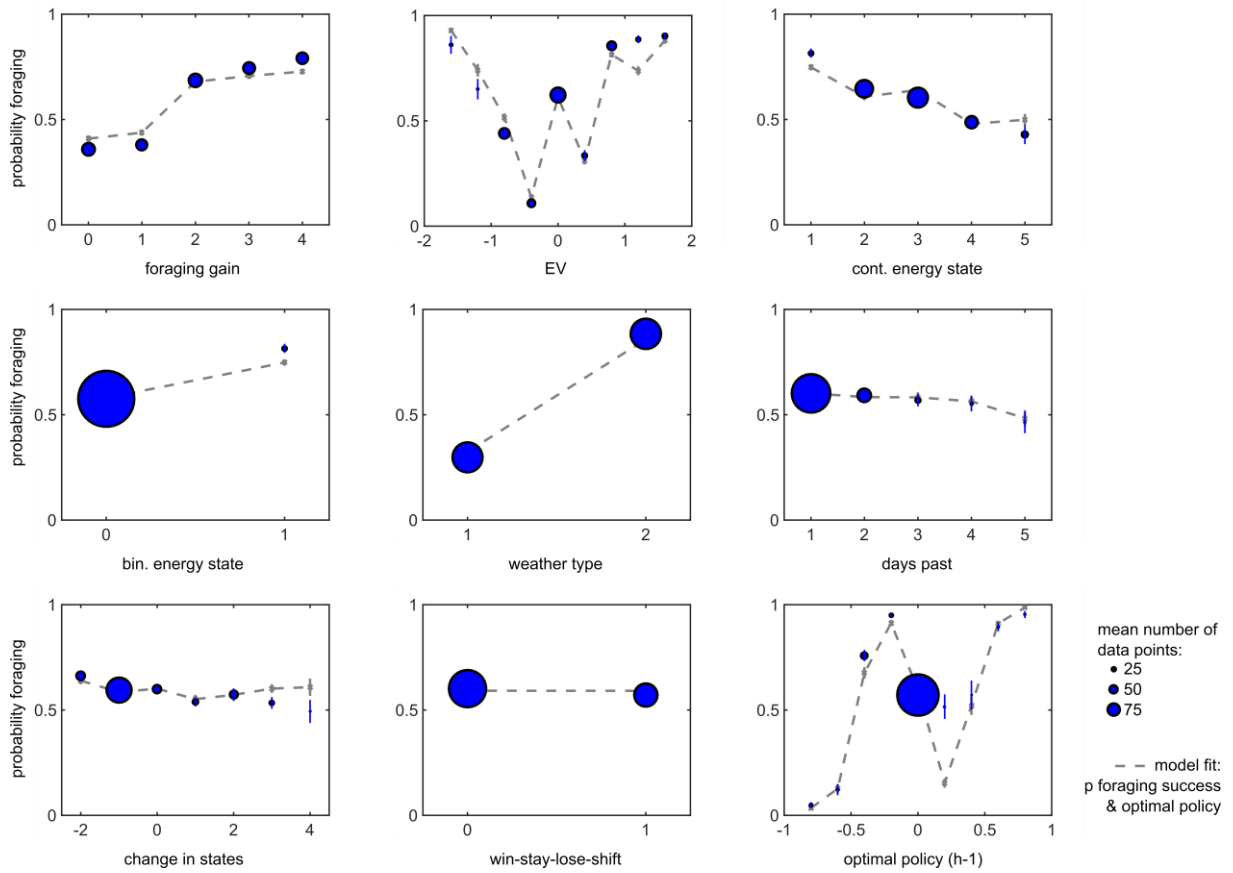 probability foraging
1
0.5
0
0 1 2 3 4
foraging gain
1
0.5
0
-2 -1 0 1 2
EV
1
0.5
0
1 2 3 4 5
cont. energy state
probability foraging
1
0.5
0
0 1
bin. energy state
1
0.5
0
1 2
weather type
1
0.5
0
1 2 3 4 5
days past
probability foraging
1
0.5
0
-2 0 2 4
change in states
1
0.5
0
0 1
win-stay-lose-shift
1
0.5
0
-1 -0.5 0 0.5 1
optimal policy (h-1)
mean number of
data points:
25
50
75
model fit:
p foraging success
& optimal policy